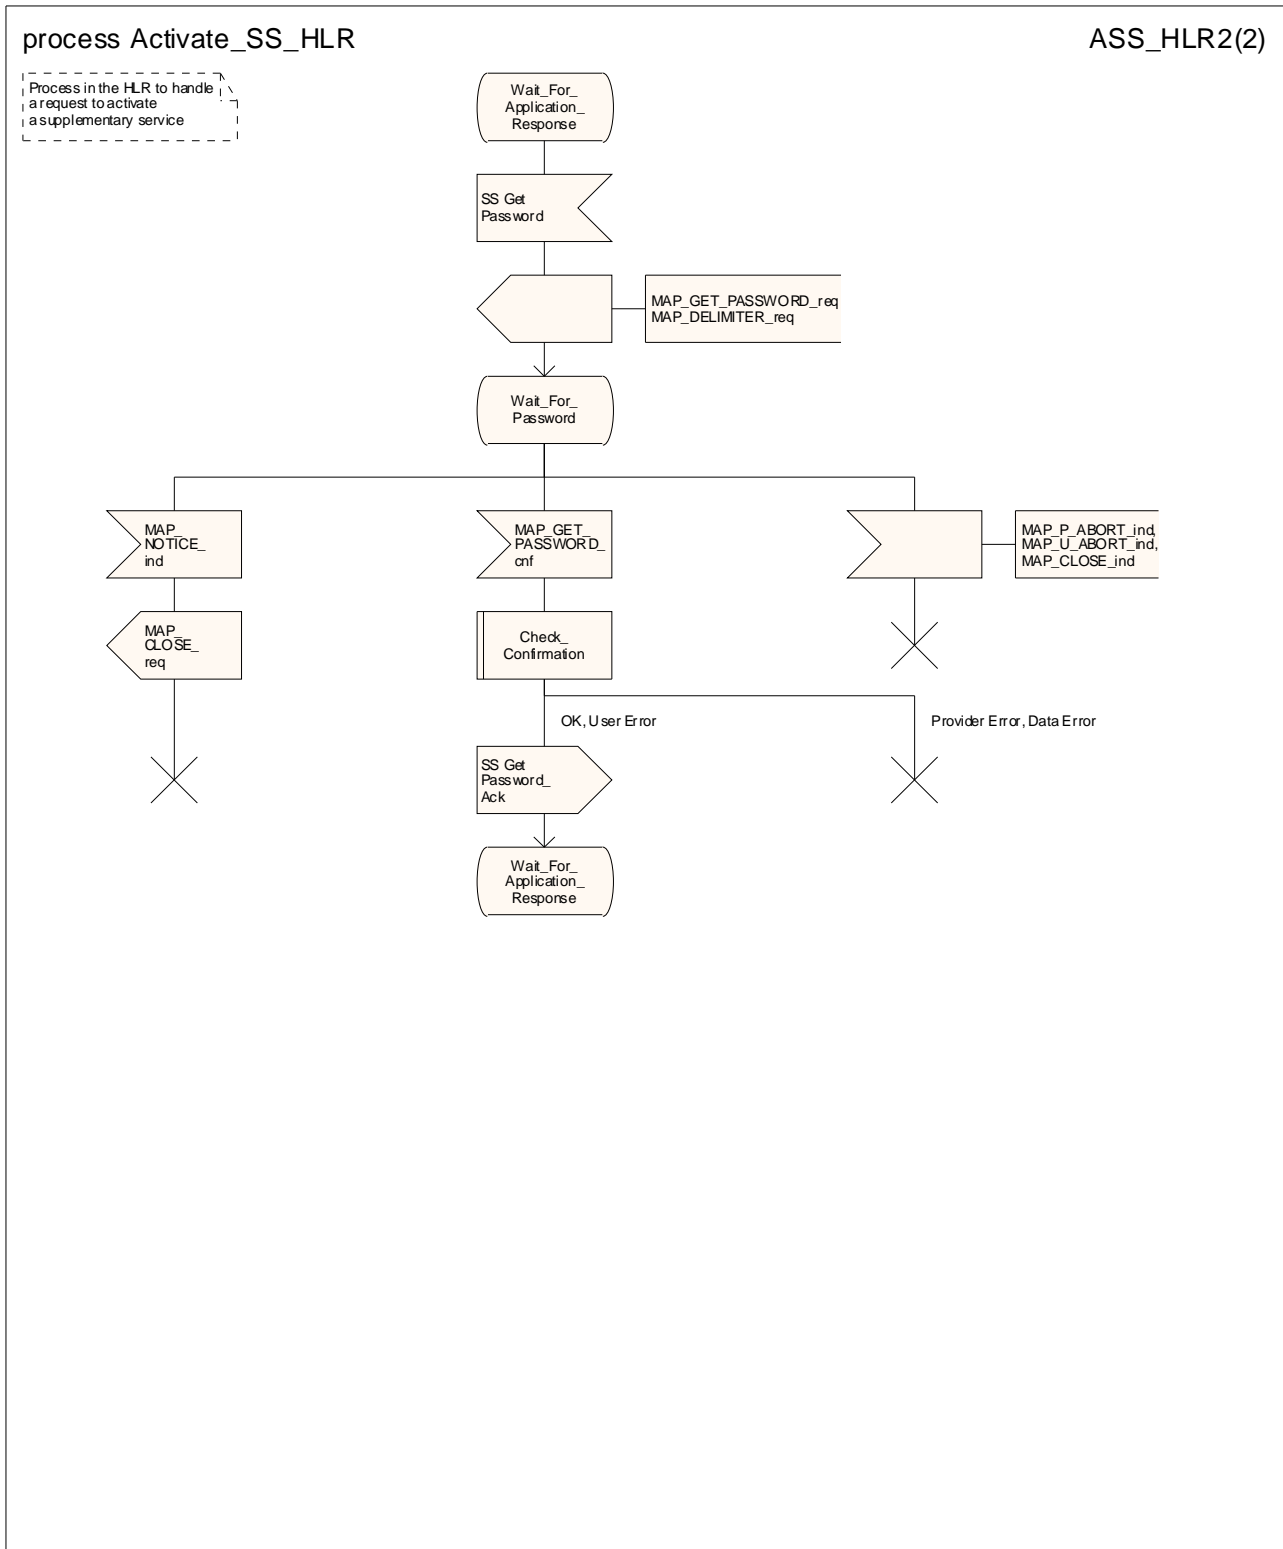 process Activate_SS_HLR
ASS_HLR2(2)
Process in the HLR to handle
a request to activate
a supplementary service
Wait_For_
Application_
Response
SS Get
Password
MAP_GET_PASSWORD_req
MAP_DELIMITER_req
Wait_For_
Password
MAP_
NOTICE_
ind
MAP_GET_
PASSWORD_
cnf
MAP_P_ABORT_ind,
MAP_U_ABORT_ind,
MAP_CLOSE_ind
MAP_
CLOSE_
req
Check_
Confirmation
OK, User Error
Provider Error, Data Error
SS Get
Password_
Ack
Wait_For_
Application_
Response